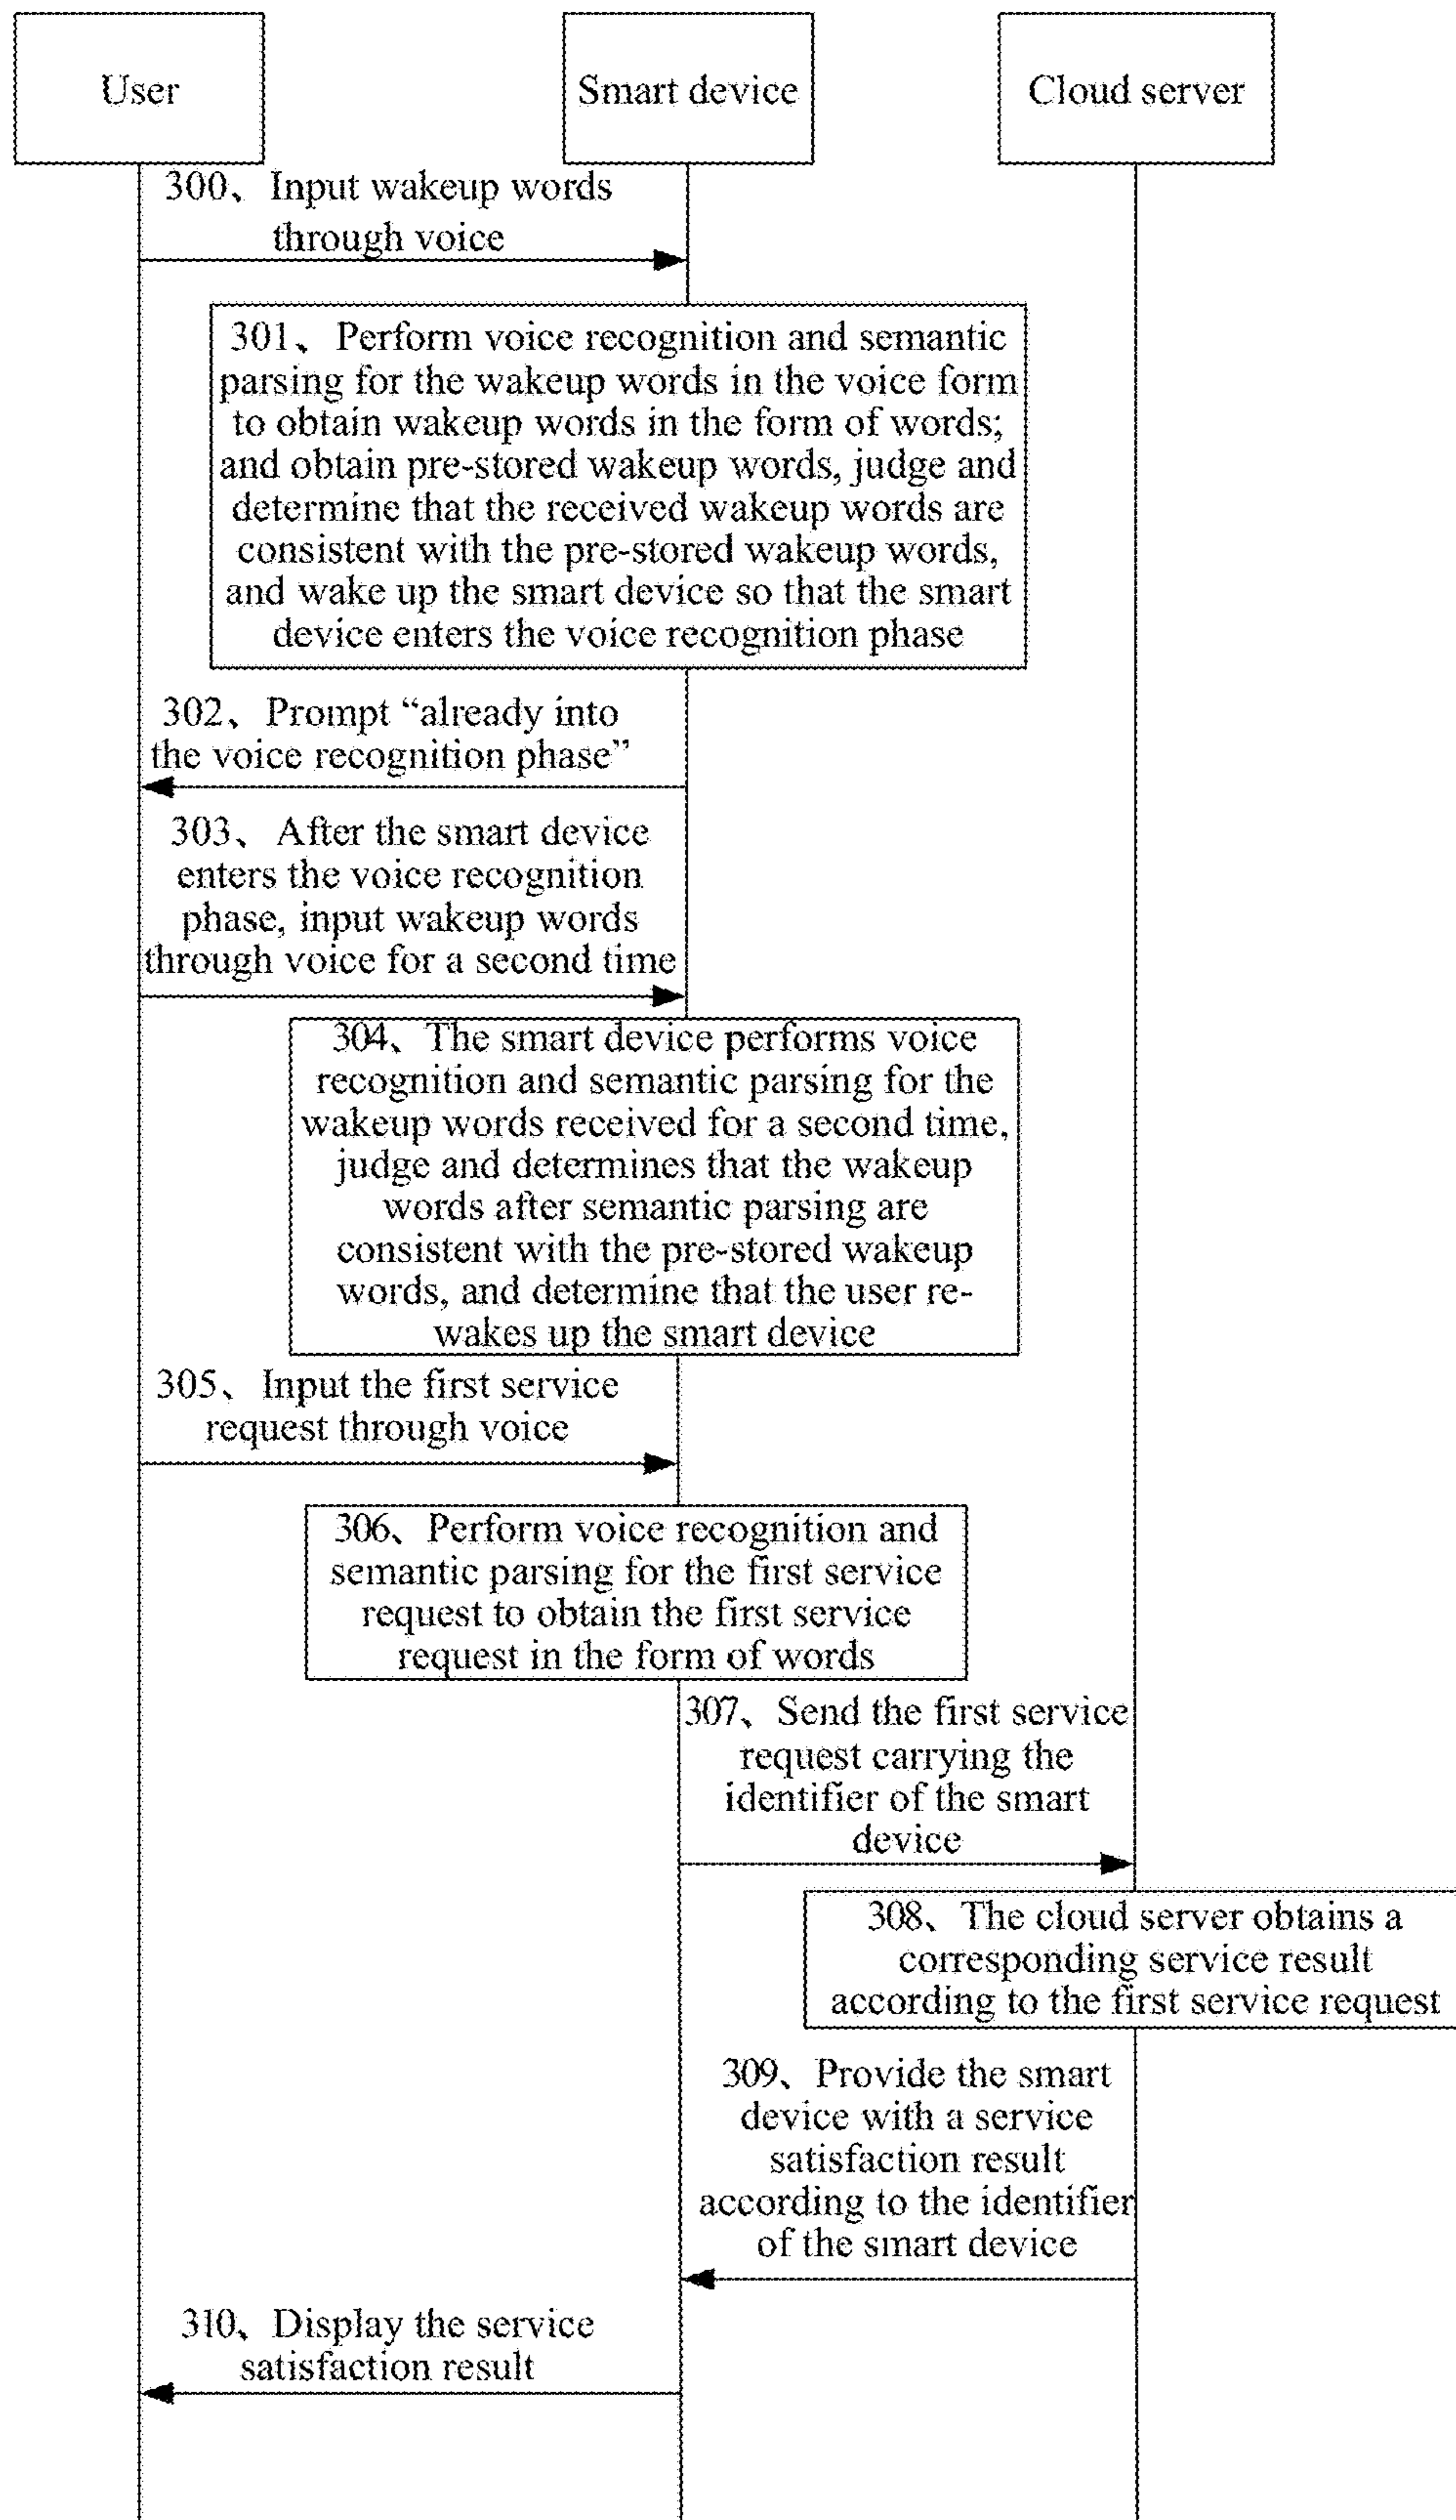 User
Smart device
Cloud server
300、Input wakeup words
through voice
301、Perform voice recognition and semantic
parsing for the wakeup words in the voice form
to obtain wakeup words in the form of words;
and obtain pre-stored wakeup words, judge and
determine that the received wakeup words are
consistent with the pre-stored wakeup words,
and wake up the smart device so that the smart
device enters the voice recognition phase
302、Prompt “already into
the voice recognition phase”
303、After the smart device
enters the voice recognition
phase, input wakeup words
through voice for a second time
304、The smart device performs voice
recognition and semantic parsing for the
wakeup words received for a second time,
judge and determines that the wakeup
words after semantic parsing are
consistent with the pre-stored wakeup
words, and determine that the user re-
wakes up the smart device
305、Input the first service
request through voice
306、Perform voice recognition and
semantic parsing for the first service
request to obtain the first service
request in the form of words
307、Send the first service
request carrying the
identifier of the smart
device
308、The cloud server obtains a
corresponding service result
according to the first service request
309、Provide the smart
device with a service
satisfaction result
according to the identifier
of the smart device
310、Display the service
satisfaction result